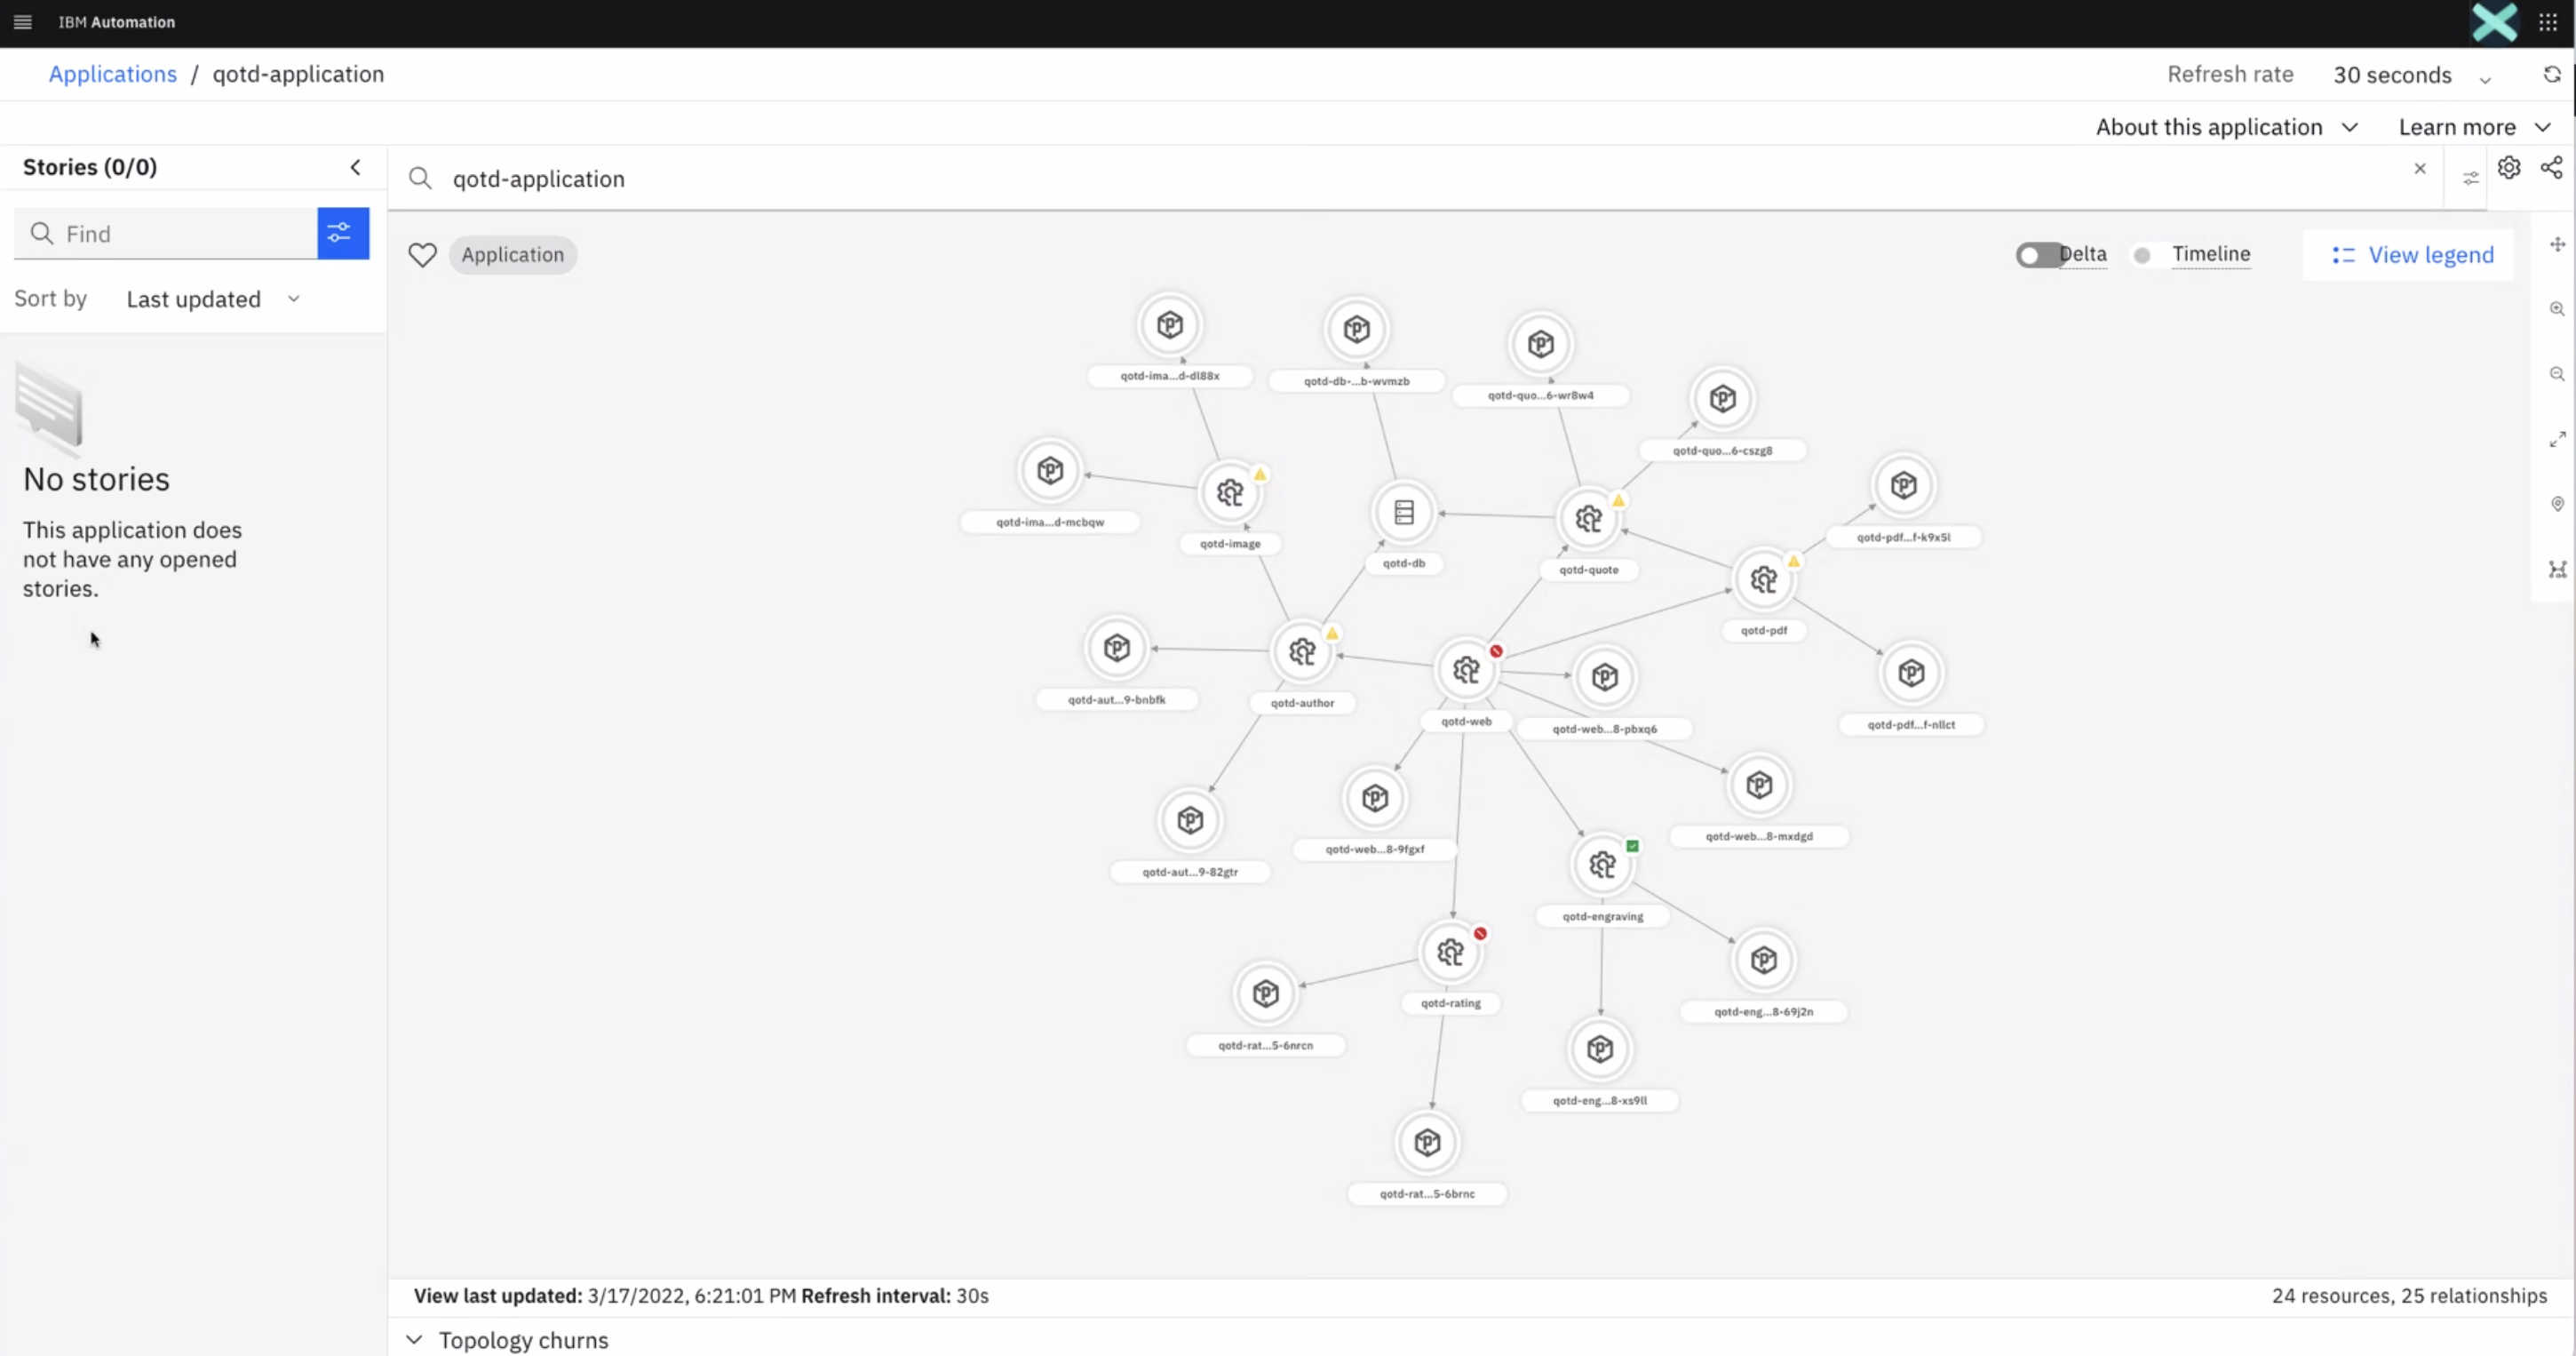 IBM Automation
Applications / qotd-application
Refresh rate 30 seconds
About this application Learn more
Stories (0/0)
qotd-application
Find
Application
Delta Timeline View legend
Sort by Last updated
No stories
This application does
not have any opened
stories.
qotd-ima...d-dl88x
qotd-db-...b-wvmzb
qotd-quo...6-wr8w4
qotd-quo...6-cszg8
qotd-ima...d-mcbqw
qotd-image
qotd-db
qotd-quote
qotd-pdf...f-k9x5l
qotd-pdf
qotd-aut...9-bnbfk
qotd-author
qotd-web
qotd-web...8-pbxq6
qotd-pdf...f-nllct
qotd-web...8-mxdgd
qotd-web...8-9fgxf
qotd-aut...9-82gtr
qotd-engraving
qotd-rating
qotd-eng...8-69j2n
qotd-rat...5-6nrcn
qotd-eng...8-xs9ll
qotd-rat...5-6brnc
View last updated: 3/17/2022, 6:21:01 PM Refresh interval: 30s
24 resources, 25 relationships
Topology churns